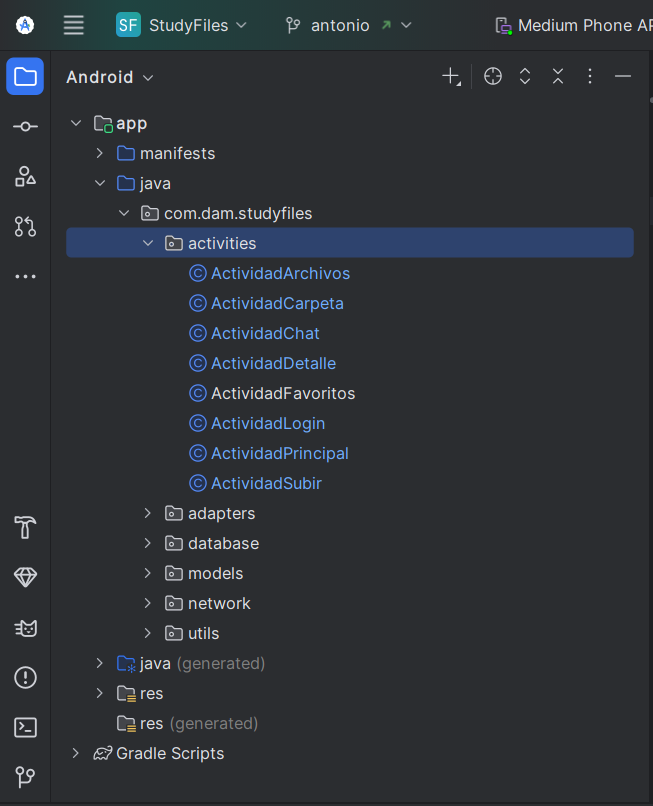 SF StudyFiles antonio Medium Phone AP
Android
app
manifests
java
com.dam.studyfiles
activities
C ActividadArchivos
C ActividadCarpeta
C ActividadChat
C ActividadDetalle
C ActividadFavoritos
C ActividadLogin
C ActividadPrincipal
C ActividadSubir
adapters
database
models
network
utils
java (generated)
res
res (generated)
Gradle Scripts